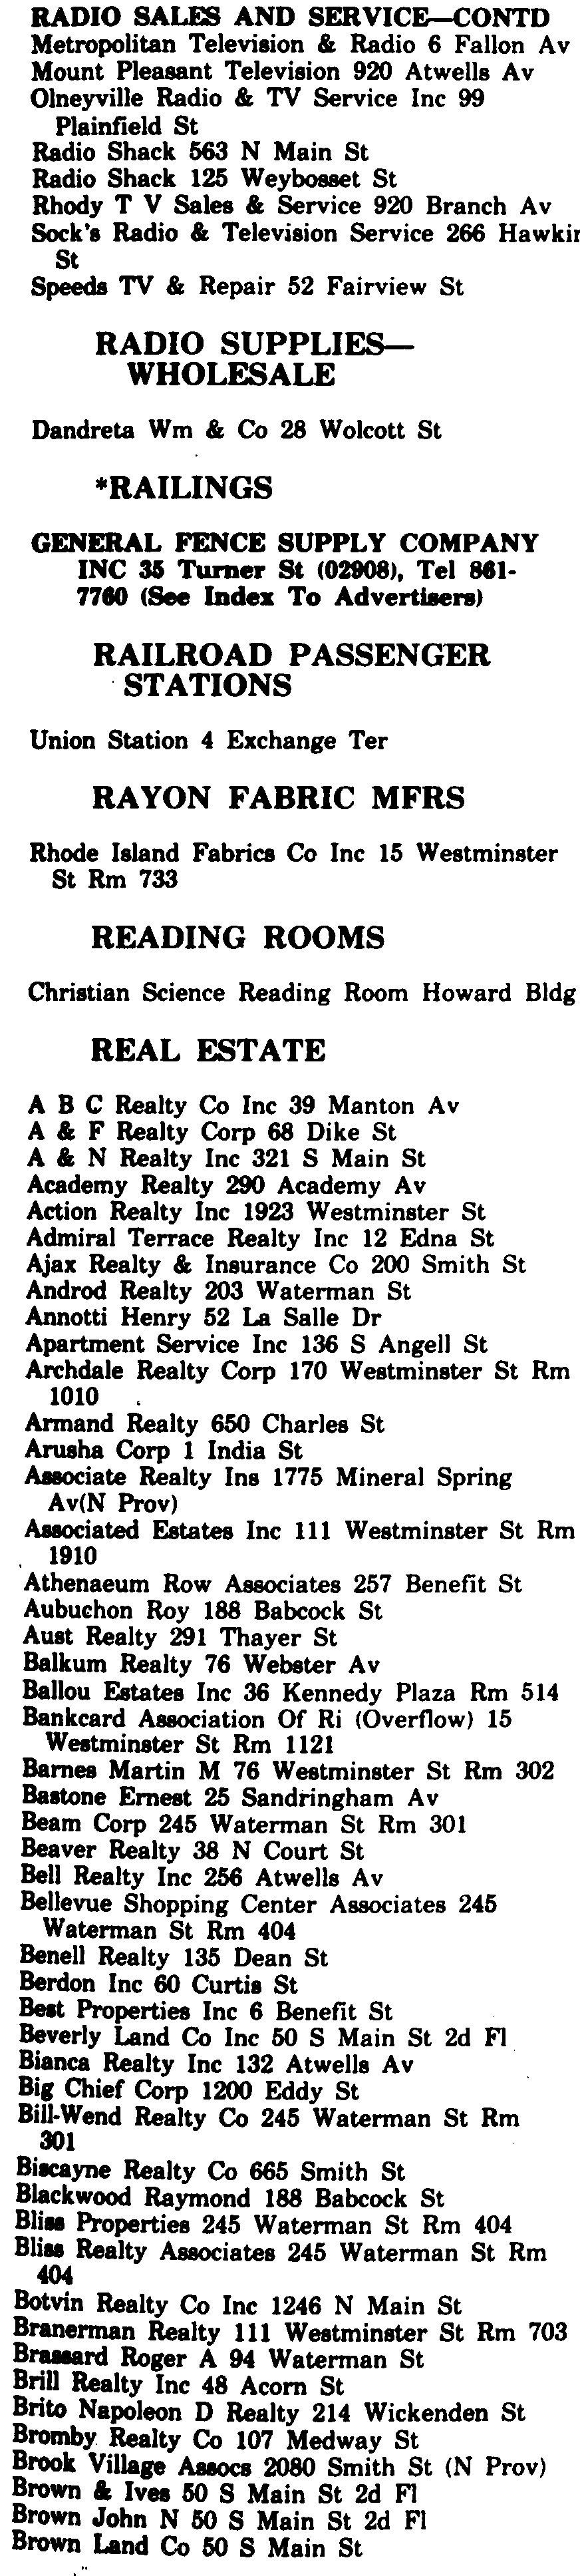 RADIO SALES AND SERVICE—CONTD
Metropolitan Television & Radio 6 Fallon Av
Mount Pleasant Television 920 Atwells Av
Olneyville Radio & TV Service Inc 99
Plainfield St
Radio Shack 563 N Main St
Radio Shack 125 Weybosset St
Rhody T V Sales & Service 920 Branch Av
Sock's Radio & Television Service 266 Hawkin
St
Speeds TV & Repair 52 Fairview St
RADIO SUPPLIES—
WHOLESALE
Dandreta Wm & Co 28 Wolcott St
*RAILINGS
GENERAL FENCE SUPPLY COMPANY
INC 35 Turner St (02908), Tel 861-
7760 (See Index To Advertisers)
RAILROAD PASSENGER
STATIONS
Union Station 4 Exchange Ter
RAYON FABRIC MFRS
Rhode Island Fabrics Co Inc 15 Westminster
St Rm 733
READING ROOMS
Christian Science Reading Room Howard Bldg
REAL ESTATE
A B C Realty Co Inc 39 Manton Av
A & F Realty Corp 68 Dike St
A & N Realty Inc 321 S Main St
Academy Realty 290 Academy Av
Action Realty Inc 1923 Westminster St
Admiral Terrace Realty Inc 12 Edna St
Ajax Realty & Insurance Co 200 Smith St
Androd Realty 203 Waterman St
Annotti Henry 52 La Salle Dr
Apartment Service Inc 136 S Angell St
Archdale Realty Corp 170 Westminster St Rm
1010
Armand Realty 650 Charles St
Arusha Corp 1 India St
Associate Realty Ins 1775 Mineral Spring
Av(N Prov)
Associated Estates Inc 111 Westminster St Rm
1910
Athenaeum Row Associates 257 Benefit St
Aubuchon Roy 188 Babcock St
Aust Realty 291 Thayer St
Balkum Realty 76 Webster Av
Ballou Estates Inc 36 Kennedy Plaza Rm 514
Bankcard Association Of Ri (Overflow) 15
Westminster St Rm 1121
Barnes Martin M 76 Westminster St Rm 302
Bastone Ernest 25 Sandringham Av
Beam Corp 245 Waterman St Rm 301
Beaver Realty 38 N Court St
Bell Realty Inc 256 Atwells Av
Bellevue Shopping Center Associates 245
Waterman St Rm 404
Benell Realty 135 Dean St
Berdon Inc 60 Curtis St
Best Properties Inc 6 Benefit St
Beverly Land Co Inc 50 S Main St 2d Fl
Bianca Realty Inc 132 Atwells Av
Big Chief Corp 1200 Eddy St
Bill-Wend Realty Co 245 Waterman St Rm
301
Biscayne Realty Co 665 Smith St
Blackwood Raymond 188 Babcock St
Bliss Properties 245 Waterman St Rm 404
Bliss Realty Associates 245 Waterman St Rm
404
Botvin Realty Co Inc 1246 N Main St
Branerman Realty 111 Westminster St Rm 703
Brassard Roger A 94 Waterman St
Brill Realty Inc 48 Acorn St
Brito Napoleon D Realty 214 Wickenden St
Bromby Realty Co 107 Medway St
Brook Village Assocs 2080 Smith St (N Prov)
Brown & Ives 50 S Main St 2d Fl
Brown John N 50 S Main St 2d Fl
Brown Land Co 50 S Main St